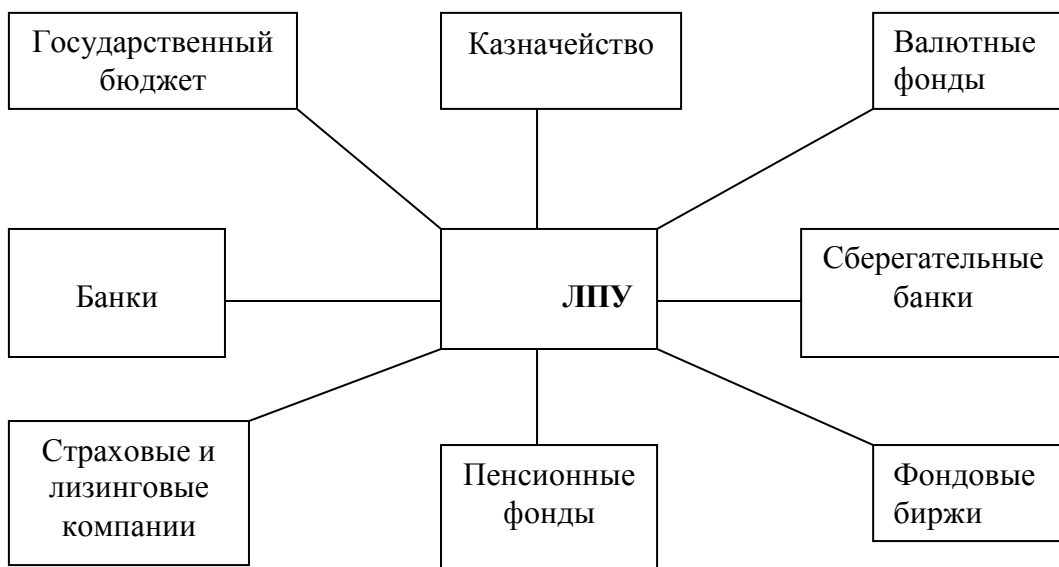 Государственный
бюджет
Казначейство
Валютные
фонды
Банки
ЛПУ
Сберегательные
банки
Страховые и
лизинговые
компании
Пенсионные
фонды
Фондовые
биржи